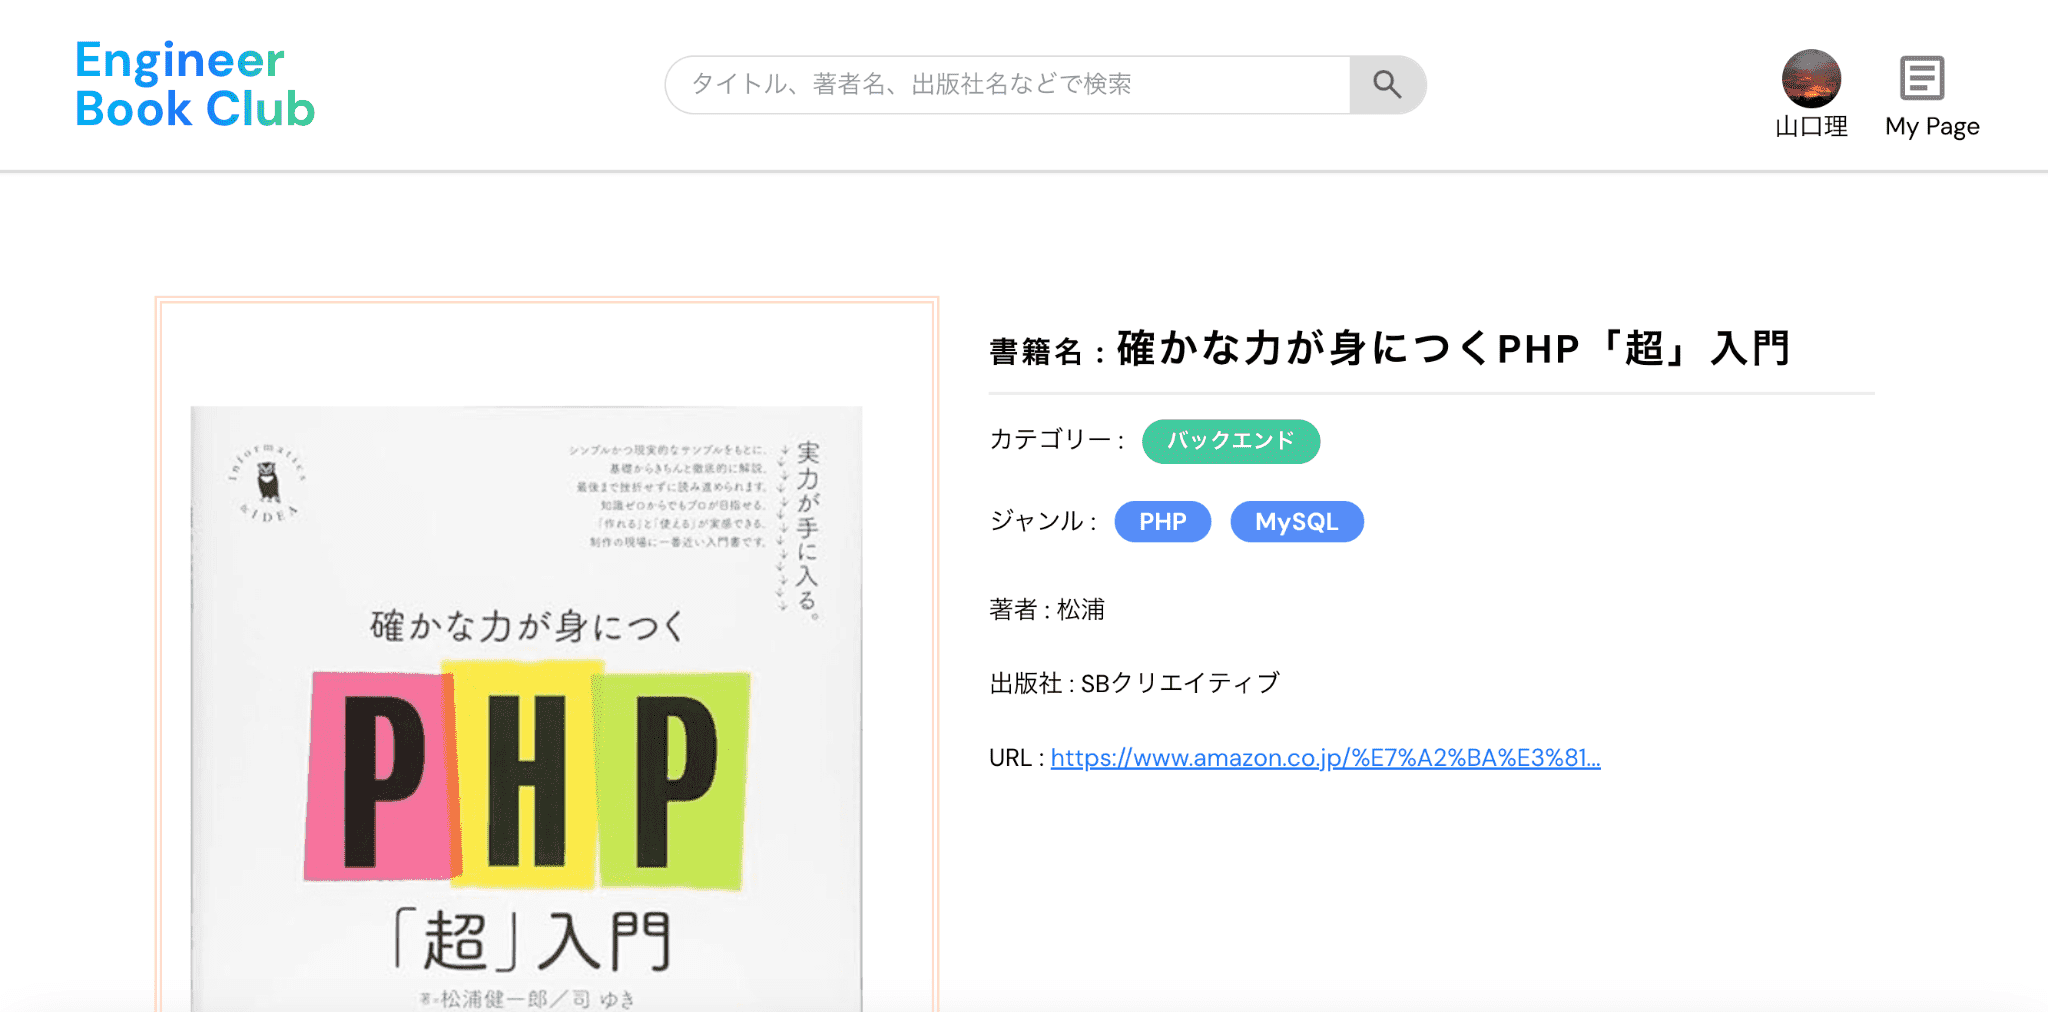 Engineer
Book Club
タイトル、著者名、出版社名などで検索
山口理
My Page
書籍名 : 確かな力が身につくPHP「超」入門
カテゴリー : バックエンド
ジャンル : PHP MySQL
著者 : 松浦
出版社 : SBクリエイティブ
URL : https://www.amazon.co.jp/%E7%A2%BA%E3%81...
Informatics
&IDEA
実力が手に入る。
シンプルかつ現実的なサンプルをもとに、
基礎からきちんと徹底的に解説。
最後まで挫折せずに読み進められます。
知識ゼロからでもプロが目指せる。
「作れる」と「使える」が実感できる、
制作の現場に一番近い入門書です。
確かな力が身につく
PHP
「超」入門
著=松浦健一郎／司 ゆき